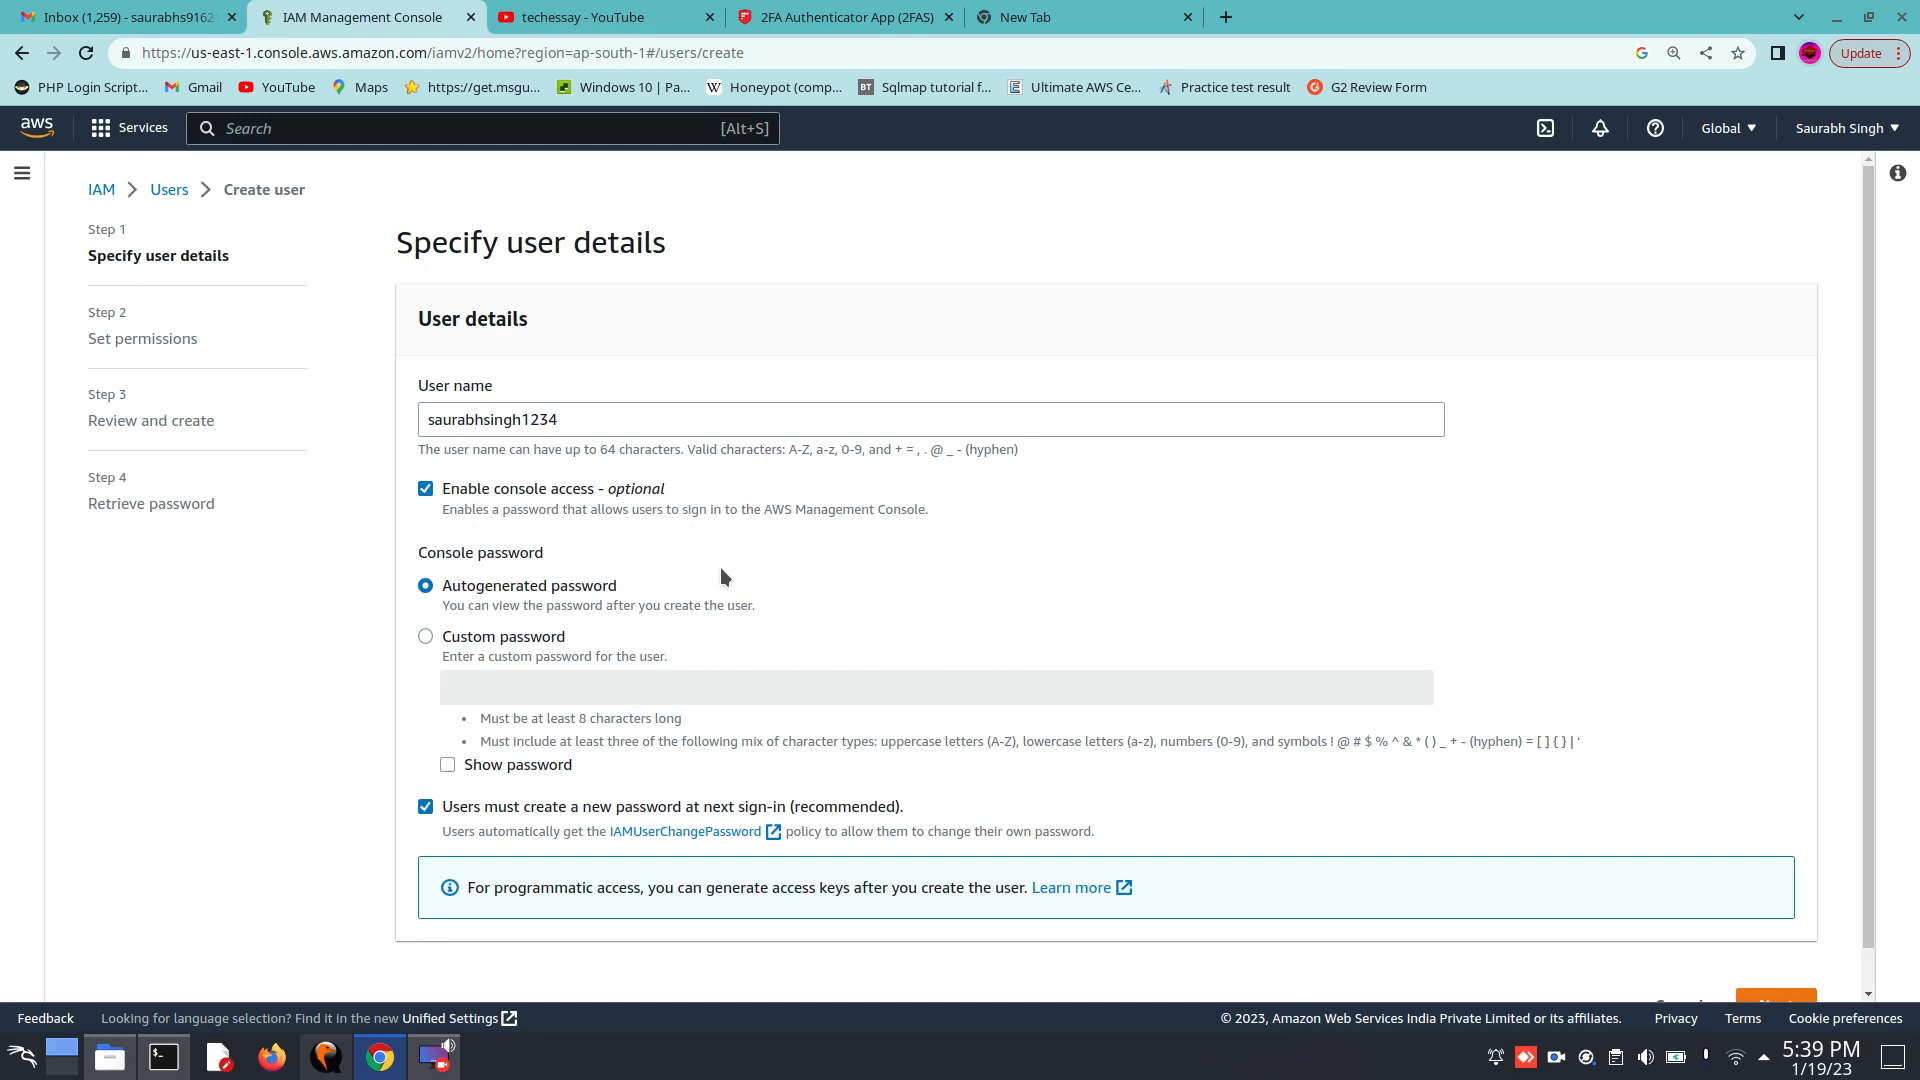 Inbox (1,259) - saurabhs9162
IAM Management Console
techessay - YouTube
2FA Authenticator App (2FAS)
New Tab
https://us-east-1.console.aws.amazon.com/iamv2/home?region=ap-south-1#/users/create
Update
PHP Login Script...
Gmail
YouTube
Maps
https://get.msgu...
Windows 10 | Pa...
Honeypot (comp...
BT
Sqlmap tutorial f...
Ultimate AWS Ce...
Practice test result
G2 Review Form
aws
Services
Search
[Alt+S]
Global
Saurabh Singh
IAM
Users
Create user
Step 1
Specify user details
Step 2
Set permissions
Step 3
Review and create
Step 4
Retrieve password
Specify user details
User details
User name
saurabhsingh1234
The user name can have up to 64 characters. Valid characters: A-Z, a-z, 0-9, and + = , . @ _ - (hyphen)
Enable console access - optional
Enables a password that allows users to sign in to the AWS Management Console.
Console password
Autogenerated password
You can view the password after you create the user.
Custom password
Enter a custom password for the user.
• Must be at least 8 characters long
• Must include at least three of the following mix of character types: uppercase letters (A-Z), lowercase letters (a-z), numbers (0-9), and symbols ! @ # $ % ^ & * ( ) _ + - (hyphen) = [ ] { } | '
Show password
Users must create a new password at next sign-in (recommended).
Users automatically get the IAMUserChangePassword policy to allow them to change their own password.
For programmatic access, you can generate access keys after you create the user. Learn more
Feedback
Looking for language selection? Find it in the new Unified Settings
© 2023, Amazon Web Services India Private Limited or its affiliates.
Privacy
Terms
Cookie preferences
5:39 PM
1/19/23